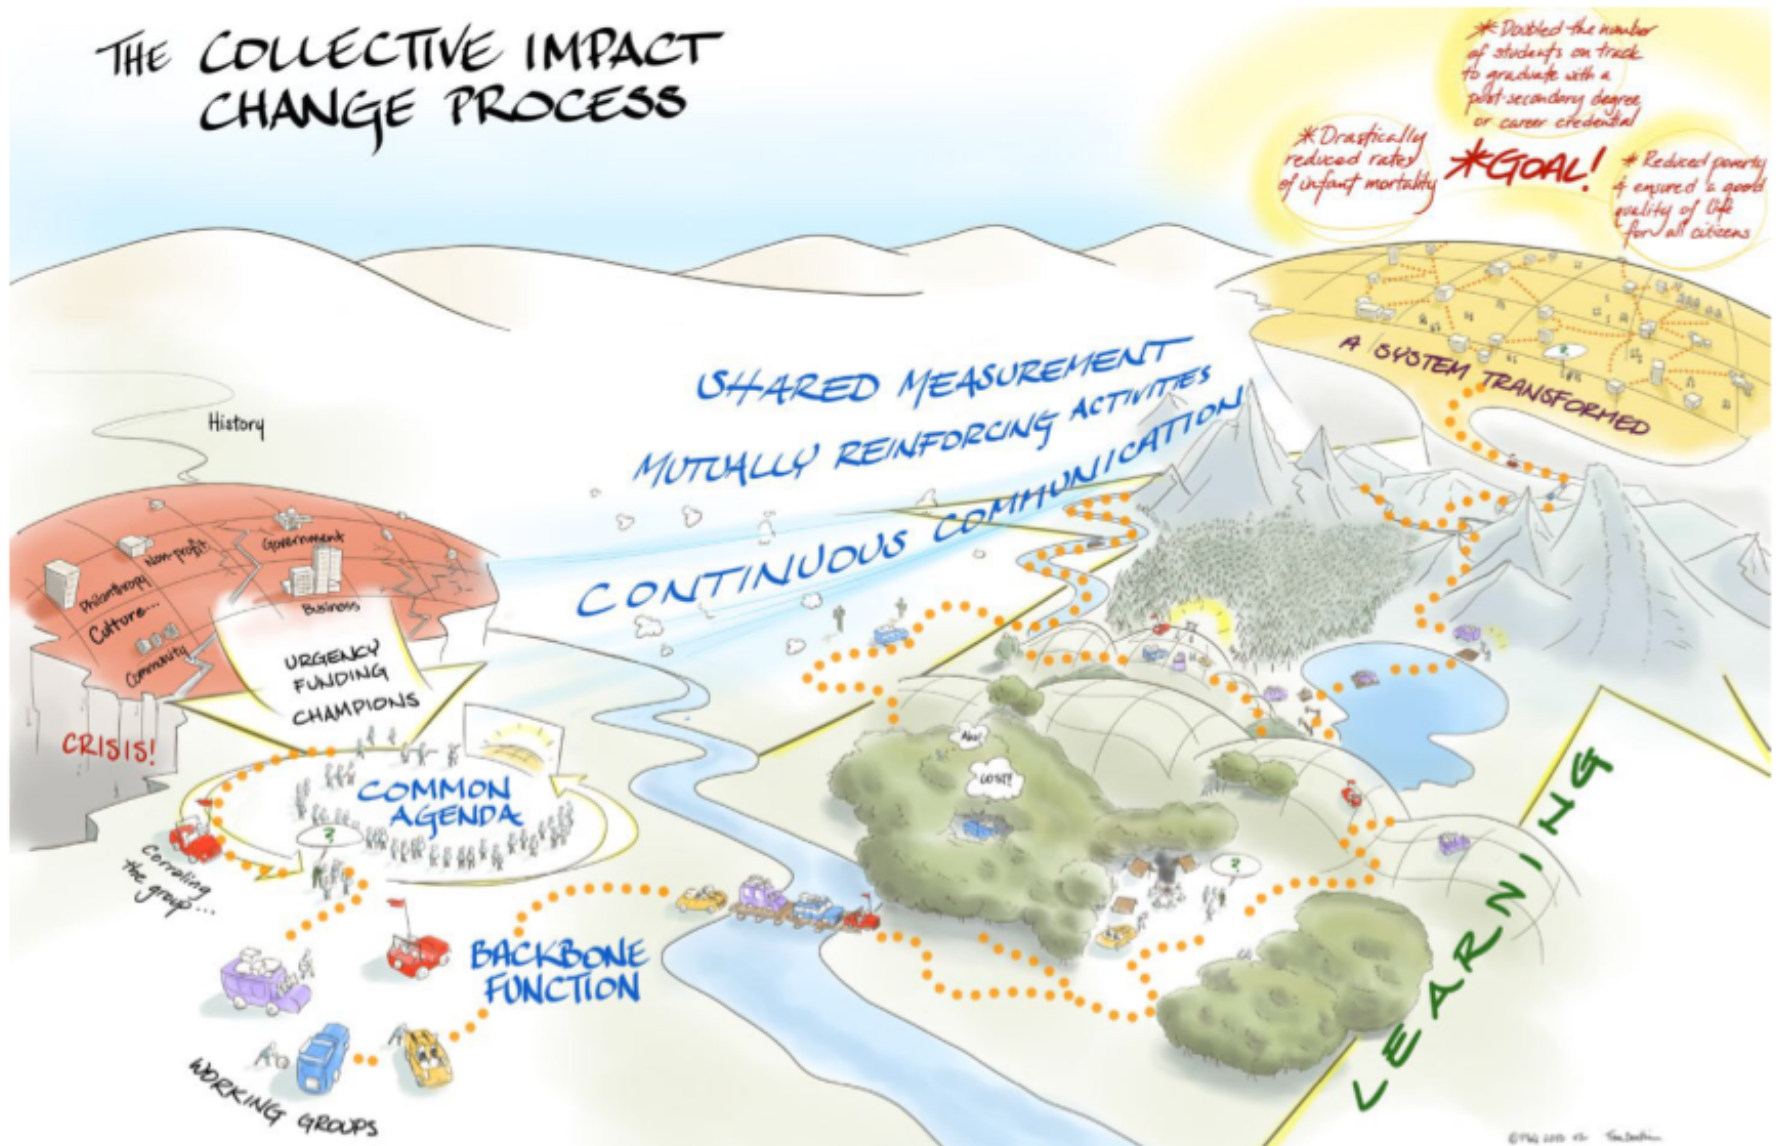 THE COLLECTIVE IMPACT
CHANGE PROCESS
* Doubled the number
of students on track
to graduate with a
post-secondary degree
or career credential
* Drastically
reduced rates
of infant mortality
* GOAL!
* Reduced poverty
& ensured a good
quality of life
for all citizens
A SYSTEM TRANSFORMED
SHARED MEASUREMENT
MUTUALLY REINFORCING ACTIVITIES
CONTINUOUS COMMUNICATION
History
Government
Non-profit
Philanthropy
Business
Culture...
Community
URGENCY
FUNDING
CHAMPIONS
CRISIS!
COMMON
AGENDA
?
Corraling
the group...
BACKBONE
FUNCTION
WORKING GROUPS
Aha!
LOST!
?
?
LEARNING